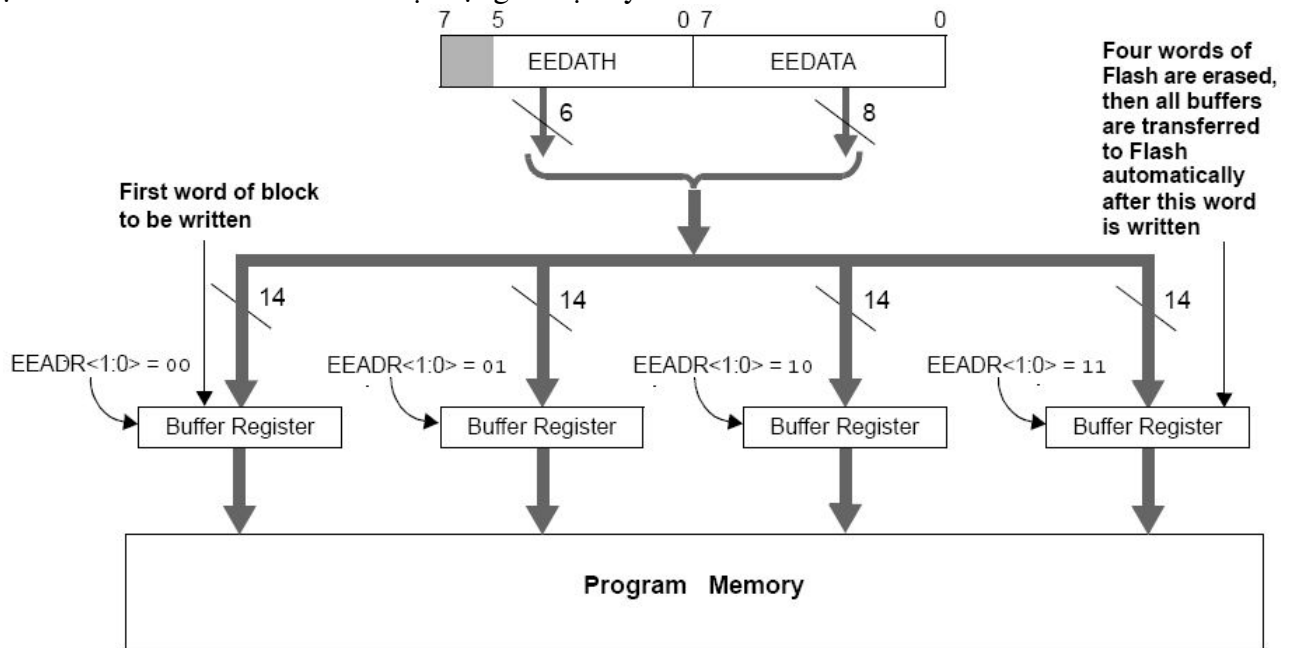 7 5 0 7 0
EEDATH EEDATA
6 8
First word of block
to be written
Four words of
Flash are erased,
then all buffers
are transferred
to Flash
automatically
after this word
is written
14 14 14 14
EEADR<1:0> = 00 EEADR<1:0> = 01 EEADR<1:0> = 10 EEADR<1:0> = 11
Buffer Register Buffer Register Buffer Register Buffer Register
Program Memory